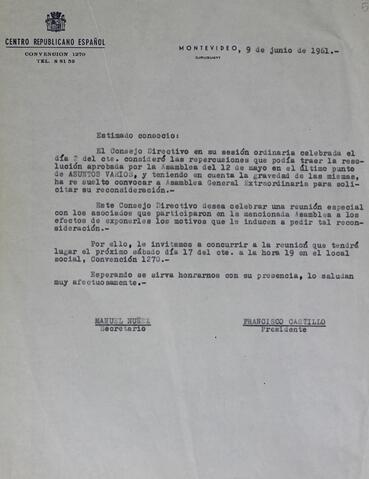 CENTRO REPUBLICANO ESPAÑOL
CONVENCION 1270
TEL. 8 81 53
MONTEVIDEO, 9 de junio de 1961.-
(URUGUAY)
Estimado consocio:
El Consejo Directivo en su sesión ordinaria celebrada el
día 2 del cte. consideró las repercusiones que podía traer la reso-
lución aprobada por la Asamblea del 12 de mayo en el último punto
de ASUNTOS VARIOS, y teniendo en cuenta la gravedad de las mismas,
ha re suelto convocar a Asamblea General Extraordinaria para soli-
citar su reconsideración.-
Este Consejo Directivo desea celebrar una reunión especial
con los asociados que participaron en la mencionada Asamblea a los
efectos de exponerles los motivos que le inducen a pedir tal re-
consideración.-
Por ello, le invitamos a concurrir a la reunión que tendrá
lugar el próximo sábado día 17 del cte. a la hora 19 en el local
social, Convención 1270.-
Esperando se sirva honrarnos con su presencia, lo saludan
muy afectuosamente.-
MANUEL NUÑEZ FRANCISCO CASTILLO
Secretario Presidente